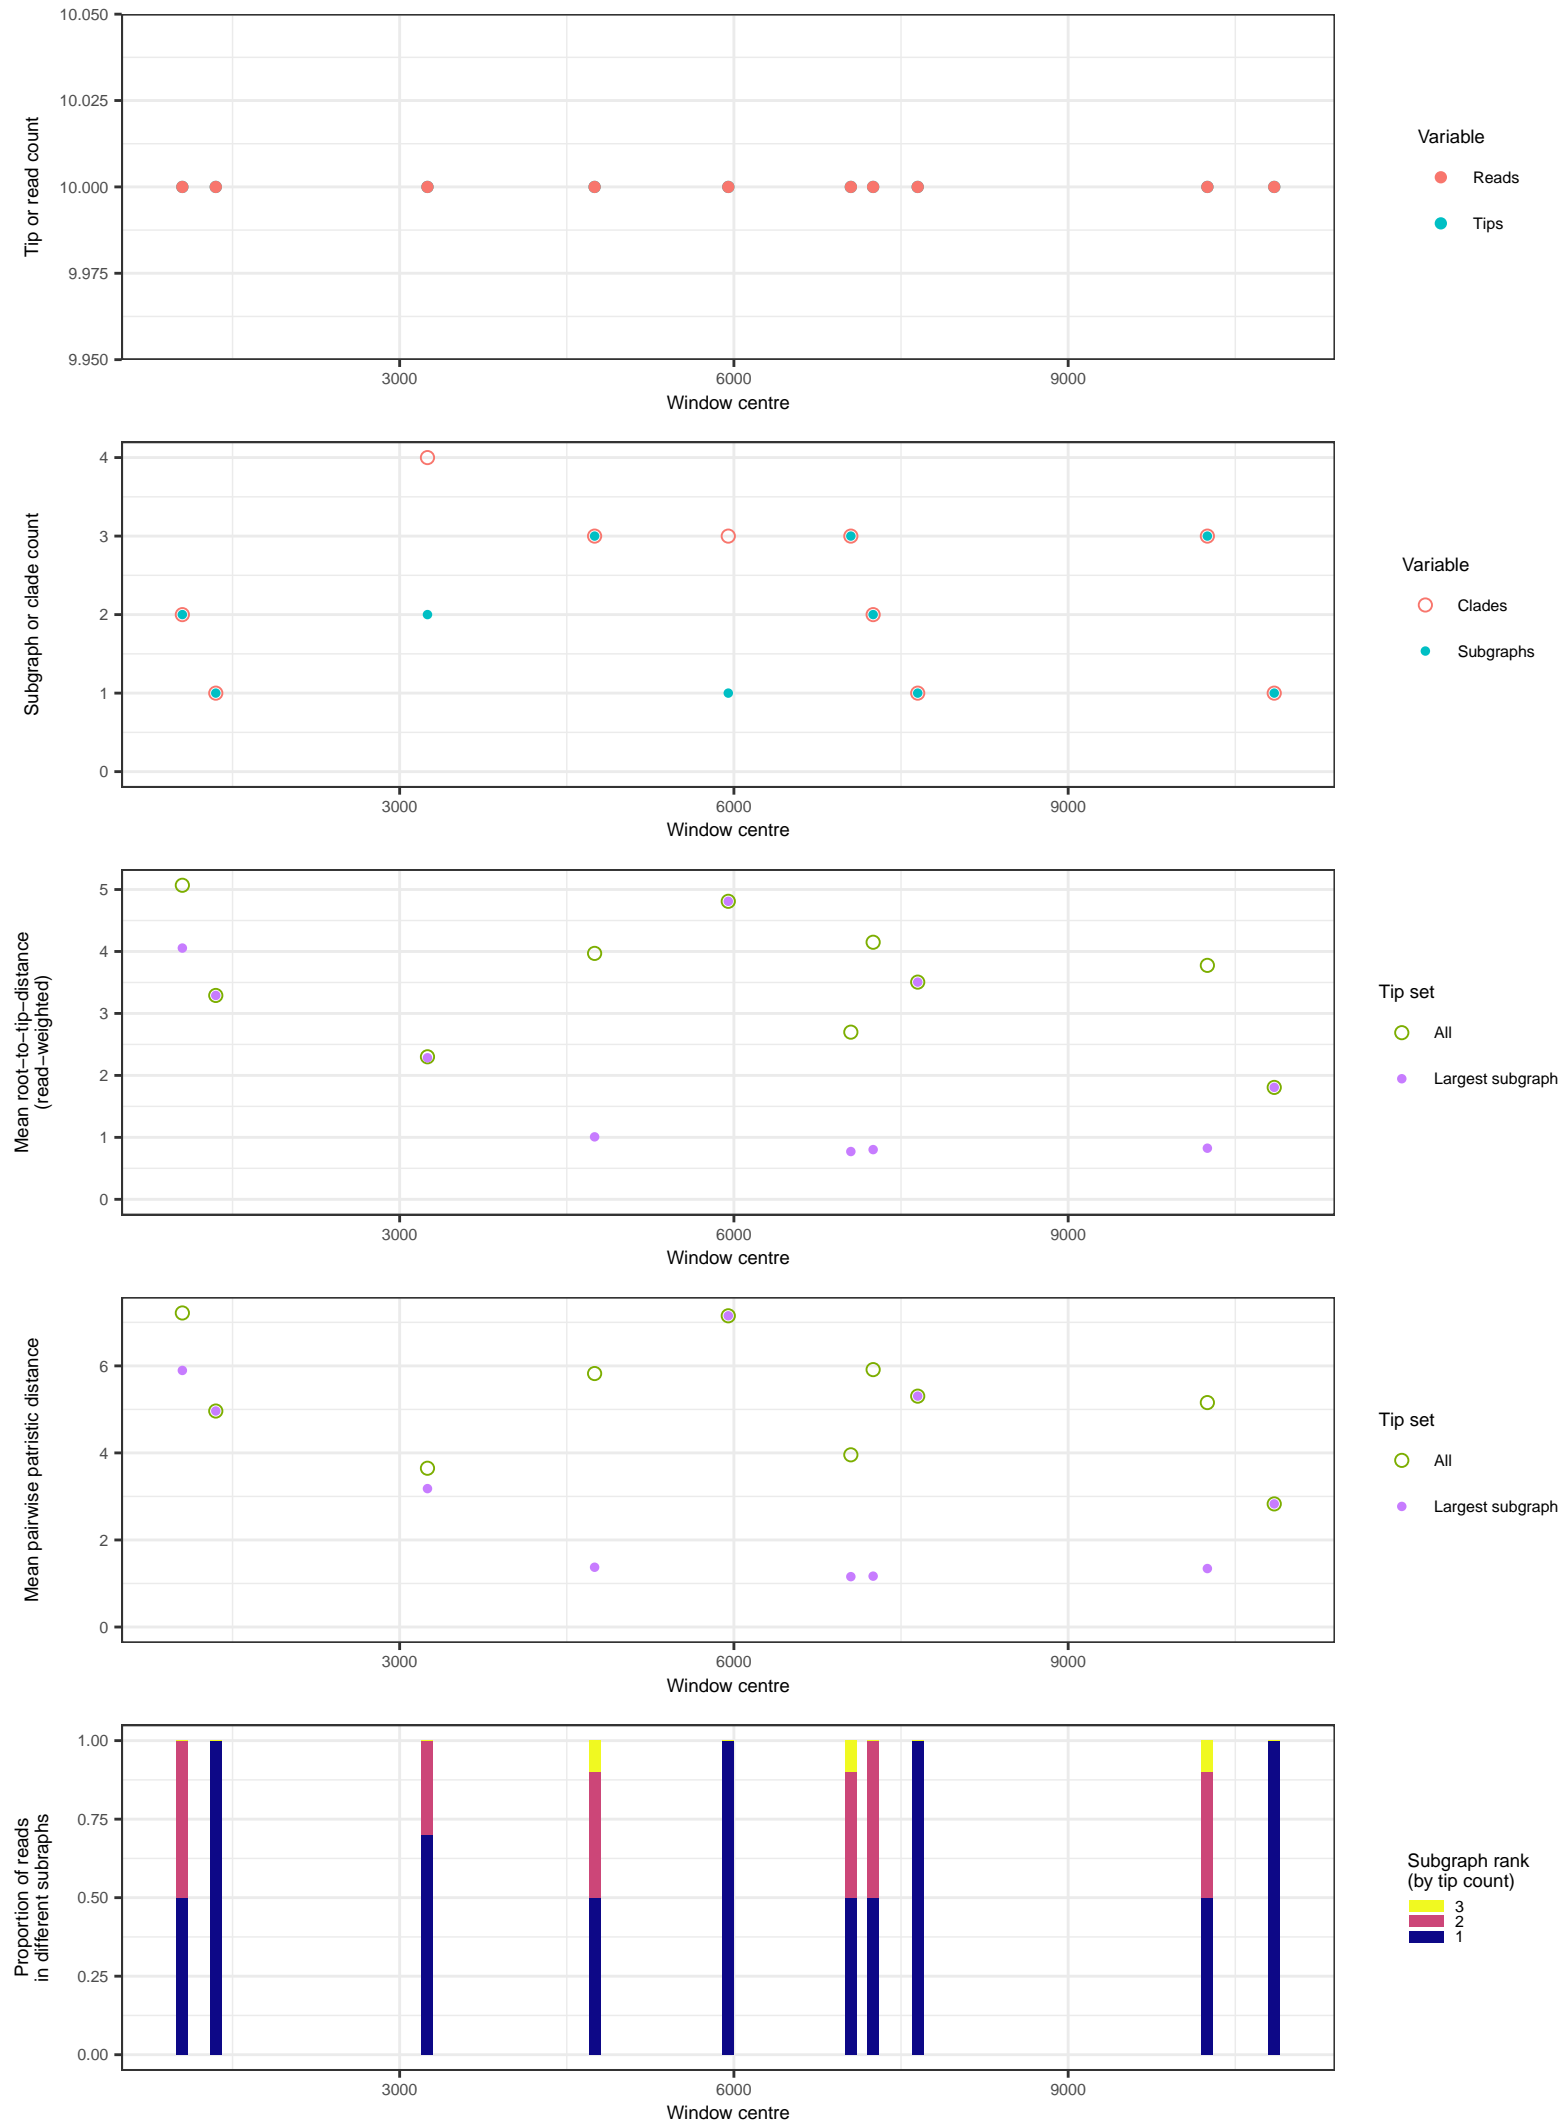 10.050
10.025
10.000
9.975
9.950
Tip or read count
3000
6000
9000
Window centre
Variable
Reads
Tips
4
3
2
1
0
Subgraph or clade count
3000
6000
9000
Window centre
Variable
Clades
Subgraphs
5
4
3
2
1
0
Mean root−to−tip−distance
(read−weighted)
3000
6000
9000
Window centre
Tip set
All
Largest subgraph
6
4
2
0
Mean pairwise patristic distance
3000
6000
9000
Window centre
Tip set
All
Largest subgraph
1.00
0.75
0.50
0.25
0.00
Proportion of reads
in different subraphs
3000
6000
9000
Window centre
Subgraph rank
(by tip count)
3
2
1